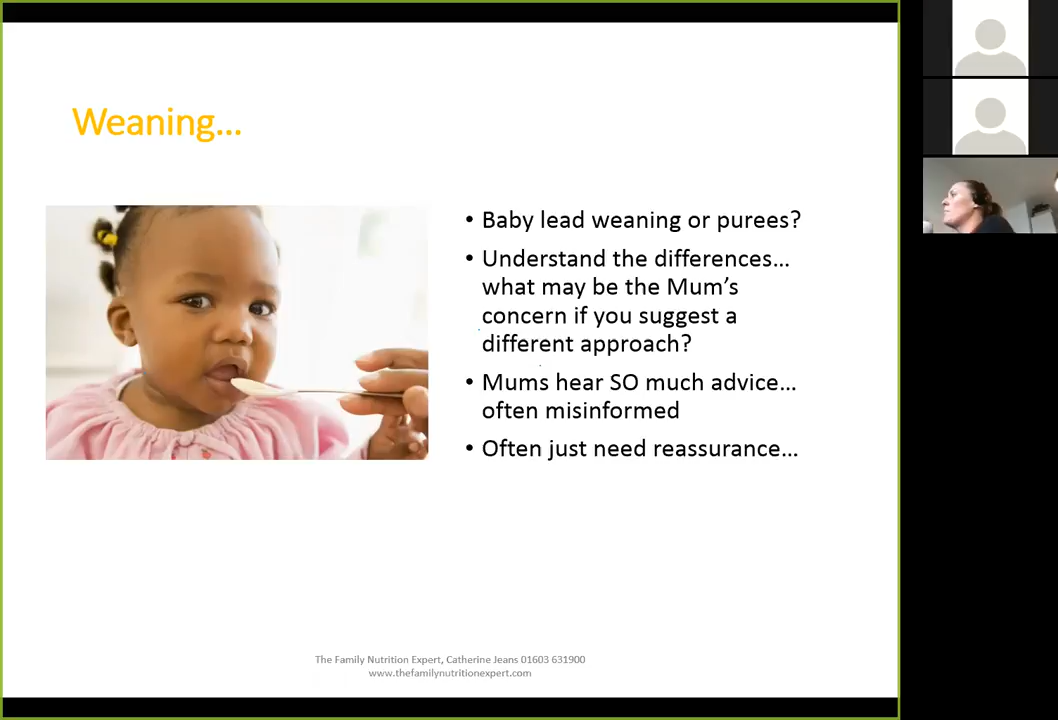 Weaning...
• Baby lead weaning or purees?
• Understand the differences...
what may be the Mum's
concern if you suggest a
different approach?
• Mums hear SO much advice...
often misinformed
• Often just need reassurance...
The Family Nutrition Expert, Catherine Jeans 01603 631900
www.thefamilynutritionexpert.com